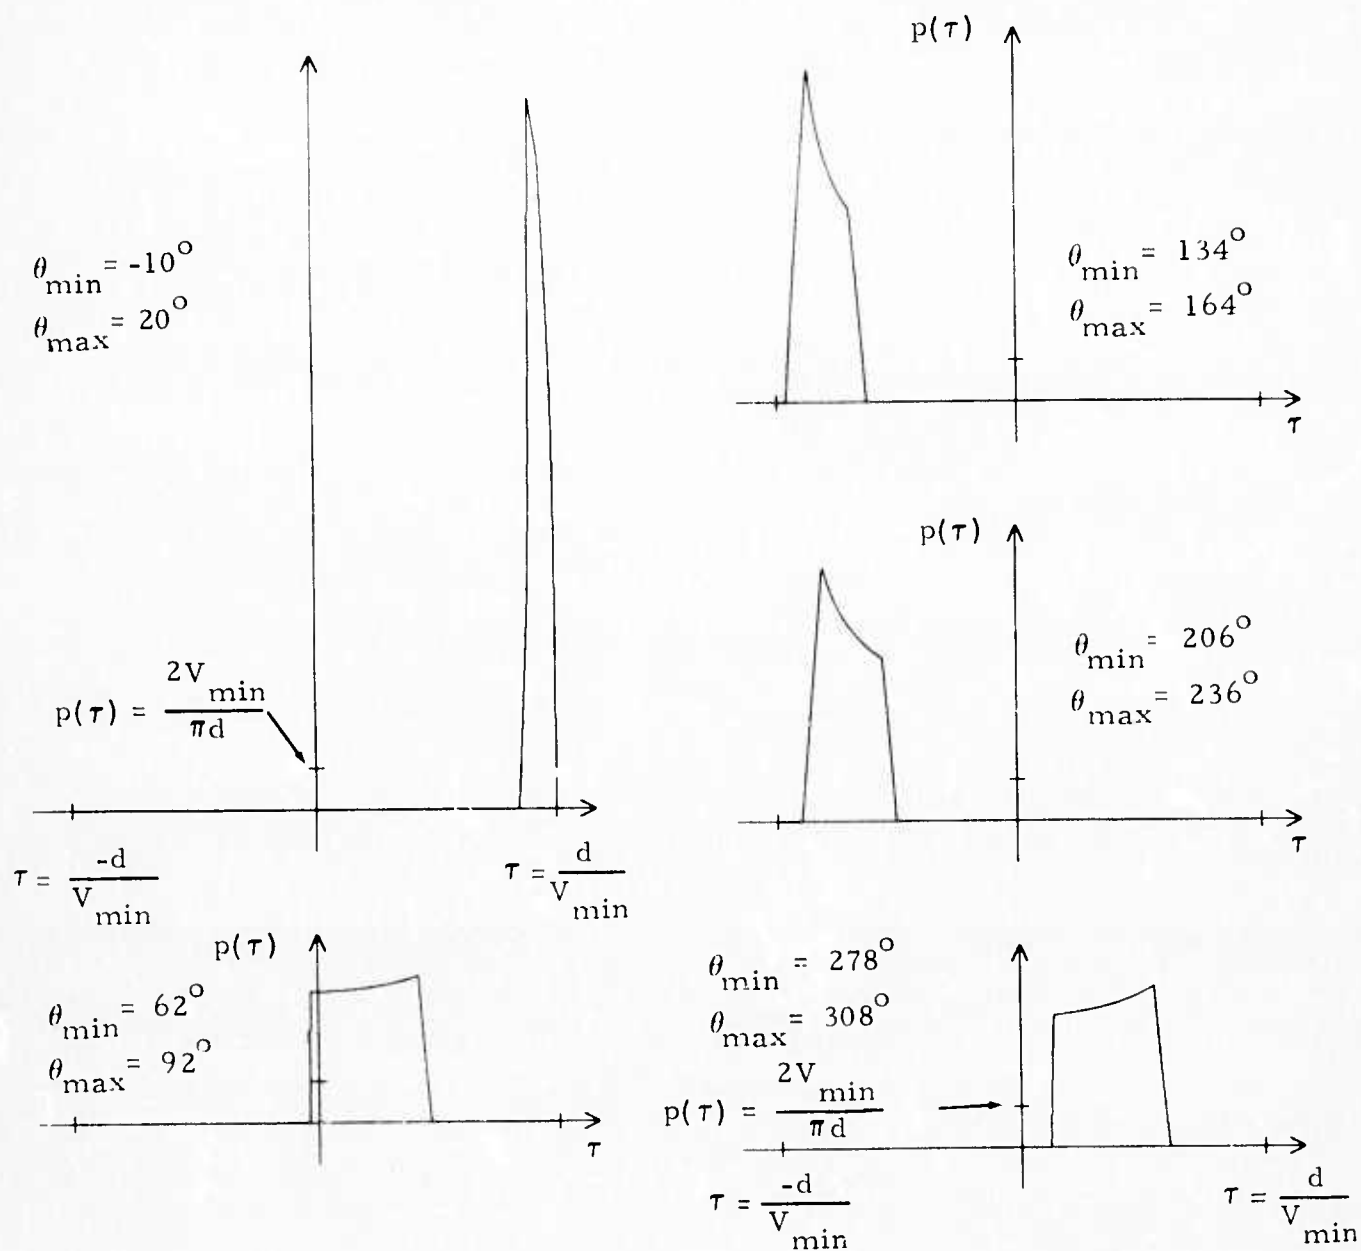 θmin = -10°
θmax = 20°
p(τ) = 2Vmin / πd
τ = -d / Vmin
τ = d / Vmin
p(τ)
θmin = 62°
θmax = 92°
τ
p(τ)
θmin = 134°
θmax = 164°
τ
p(τ)
θmin = 206°
θmax = 236°
τ
θmin = 278°
θmax = 308°
p(τ) = 2Vmin / πd
τ = -d / Vmin
τ = d / Vmin